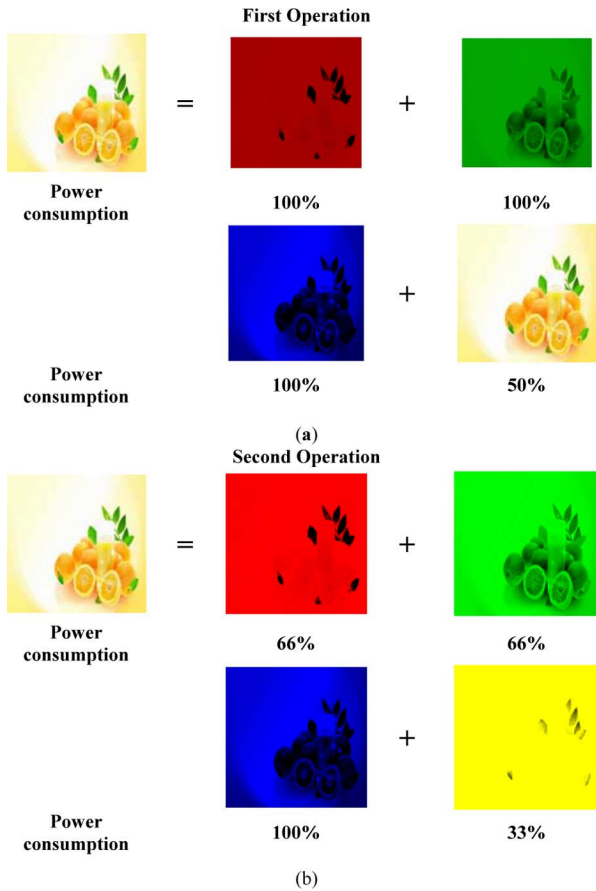 First Operation
=
+
Power
consumption
100%
100%
+
Power
consumption
100%
50%
(a)
Second Operation
=
+
Power
consumption
66%
66%
+
Power
consumption
100%
33%
(b)